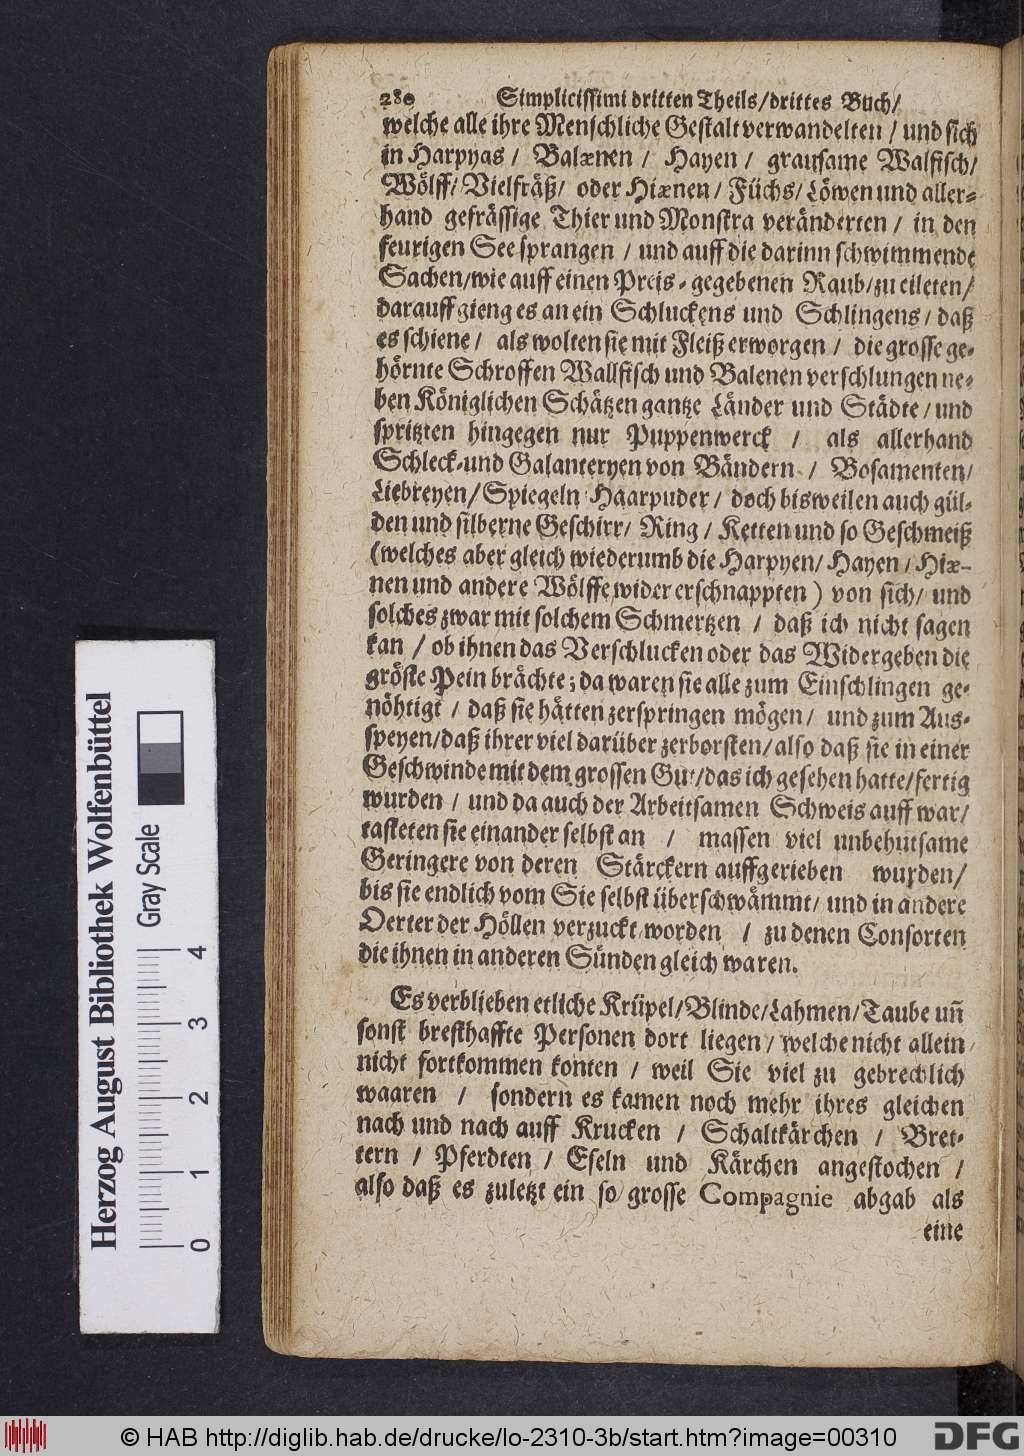 280 Simplicissimi dritten Theils/drittes Buch/
welche alle ihre Menschliche Gestalt verwandelten / und sich
in Harpyas / Balænen / Hayen / grausame Walfisch/
Wölff/ Vielfräß/ oder Hiænen / Füchs/ Löwen und aller-
hand gefrässige Thier und Monstra veränderten / in den
feurigen See sprangen / und auff die darinn schwimmende
Sachen/wie auff einen Preis-gegebenen Raub/zu eileten/
darauff gieng es an ein Schluckens und Schlingens/ daß
es schiene / als wolten sie mit Fleiß erworgen / die grosse ge-
hörnte Schroffen Wallfisch und Balenen verschlungen ne-
ben Königlichen Schätzen gantze Länder und Städte/ und
spritzten hingegen nur Puppenwerck / als allerhand
Schleck-und Galanteryen von Bändern / Bosamenten/
Liebreyen/ Spiegeln Haarpuder / doch bisweilen auch gül-
den und silberne Geschirr/ Ring / Ketten und so Geschmeiß
(welches aber gleich wiederumb die Harpyen/ Hayen / Hiæ-
nen und andere Wölffe wider erschnappten) von sich/ und
solches zwar mit solchem Schmertzen / daß ich nicht sagen
kan / ob ihnen das Verschlucken oder das Widergeben die
gröste Pein brächte; da waren sie alle zum Einschlingen ge-
nöhtigt / daß sie hätten zerspringen mögen/ und zum Aus-
speyen/daß ihrer viel darüber zerborsten/ also daß sie in einer
Geschwinde mit dem grossen Gut/das ich gesehen hatte/fertig
wurden / und da auch der Arbeitsamen Schweis auff war/
tasteten sie einander selbst an / massen viel unbehutsame
Geringere von deren Stärckern auffgerieben wurden/
bis sie endlich vom Sie selbst überschwämmt/ und in andere
Oerter der Höllen verzuckt worden / zu denen Consorten
die ihnen in anderen Sünden gleich waren.
Es verblieben etliche Krüpel/Blinde/Lahmen/Taube uñ
sonst bresthaffte Personen dort liegen/ welche nicht allein
nicht fortkommen konten / weil Sie viel zu gebrechlich
waaren / sondern es kamen noch mehr ihres gleichen
nach und nach auff Krucken / Schaltkärchen / Bret-
tern / Pferdten / Eseln und Kärchen angestochen /
also daß es zuletzt ein so grosse Compagnie abgab als
eine
Herzog August Bibliothek Wolfenbüttel
Gray Scale
0 1 2 3 4
© HAB http://diglib.hab.de/drucke/lo-2310-3b/start.htm?image=00310
DFG